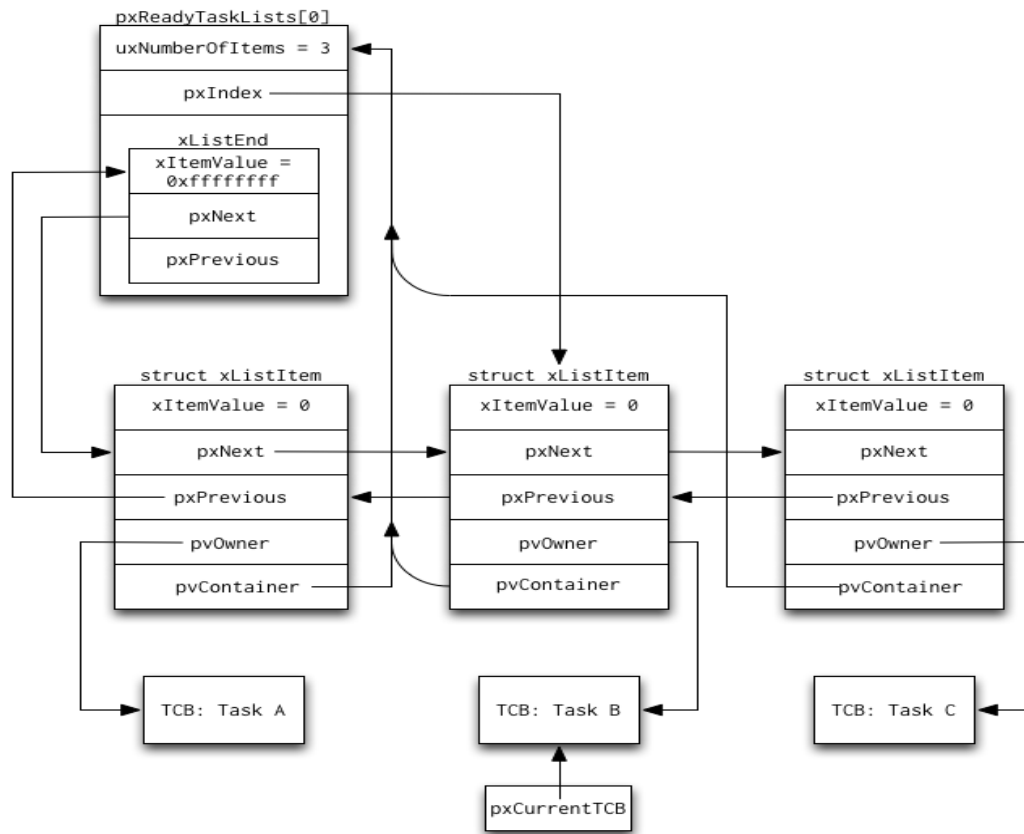 pxReadyTaskLists[0]
uxNumberOfItems = 3
pxIndex
xListEnd
xItemValue =
0xffffffff
pxNext
pxPrevious
struct xListItem
xItemValue = 0
pxNext
pxPrevious
pvOwner
pvContainer
struct xListItem
xItemValue = 0
pxNext
pxPrevious
pvOwner
pvContainer
struct xListItem
xItemValue = 0
pxNext
pxPrevious
pvOwner
pvContainer
TCB: Task A
TCB: Task B
TCB: Task C
pxCurrentTCB